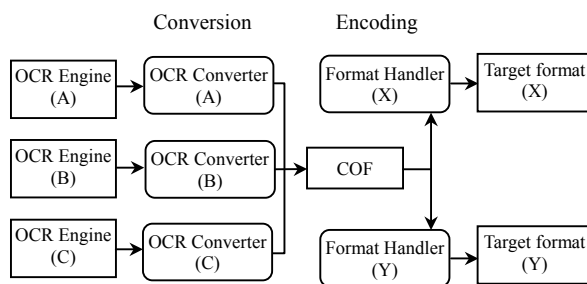 Conversion
Encoding
OCR Engine
(A)
OCR Converter
(A)
Format Handler
(X)
Target format
(X)
OCR Engine
(B)
OCR Converter
(B)
COF
OCR Engine
(C)
OCR Converter
(C)
Format Handler
(Y)
Target format
(Y)